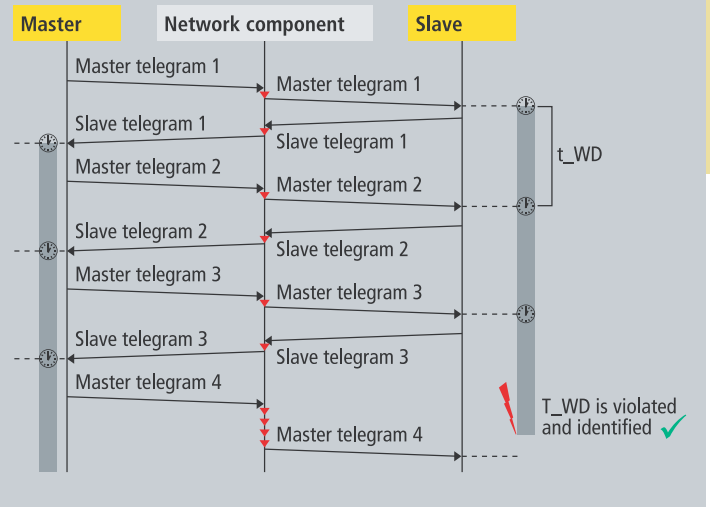 Master
Network component
Slave
Master telegram 1
Master telegram 1
Slave telegram 1
Slave telegram 1
t_WD
Master telegram 2
Master telegram 2
Slave telegram 2
Slave telegram 2
Master telegram 3
Master telegram 3
Slave telegram 3
Slave telegram 3
Master telegram 4
T_WD is violated
and identified
Master telegram 4